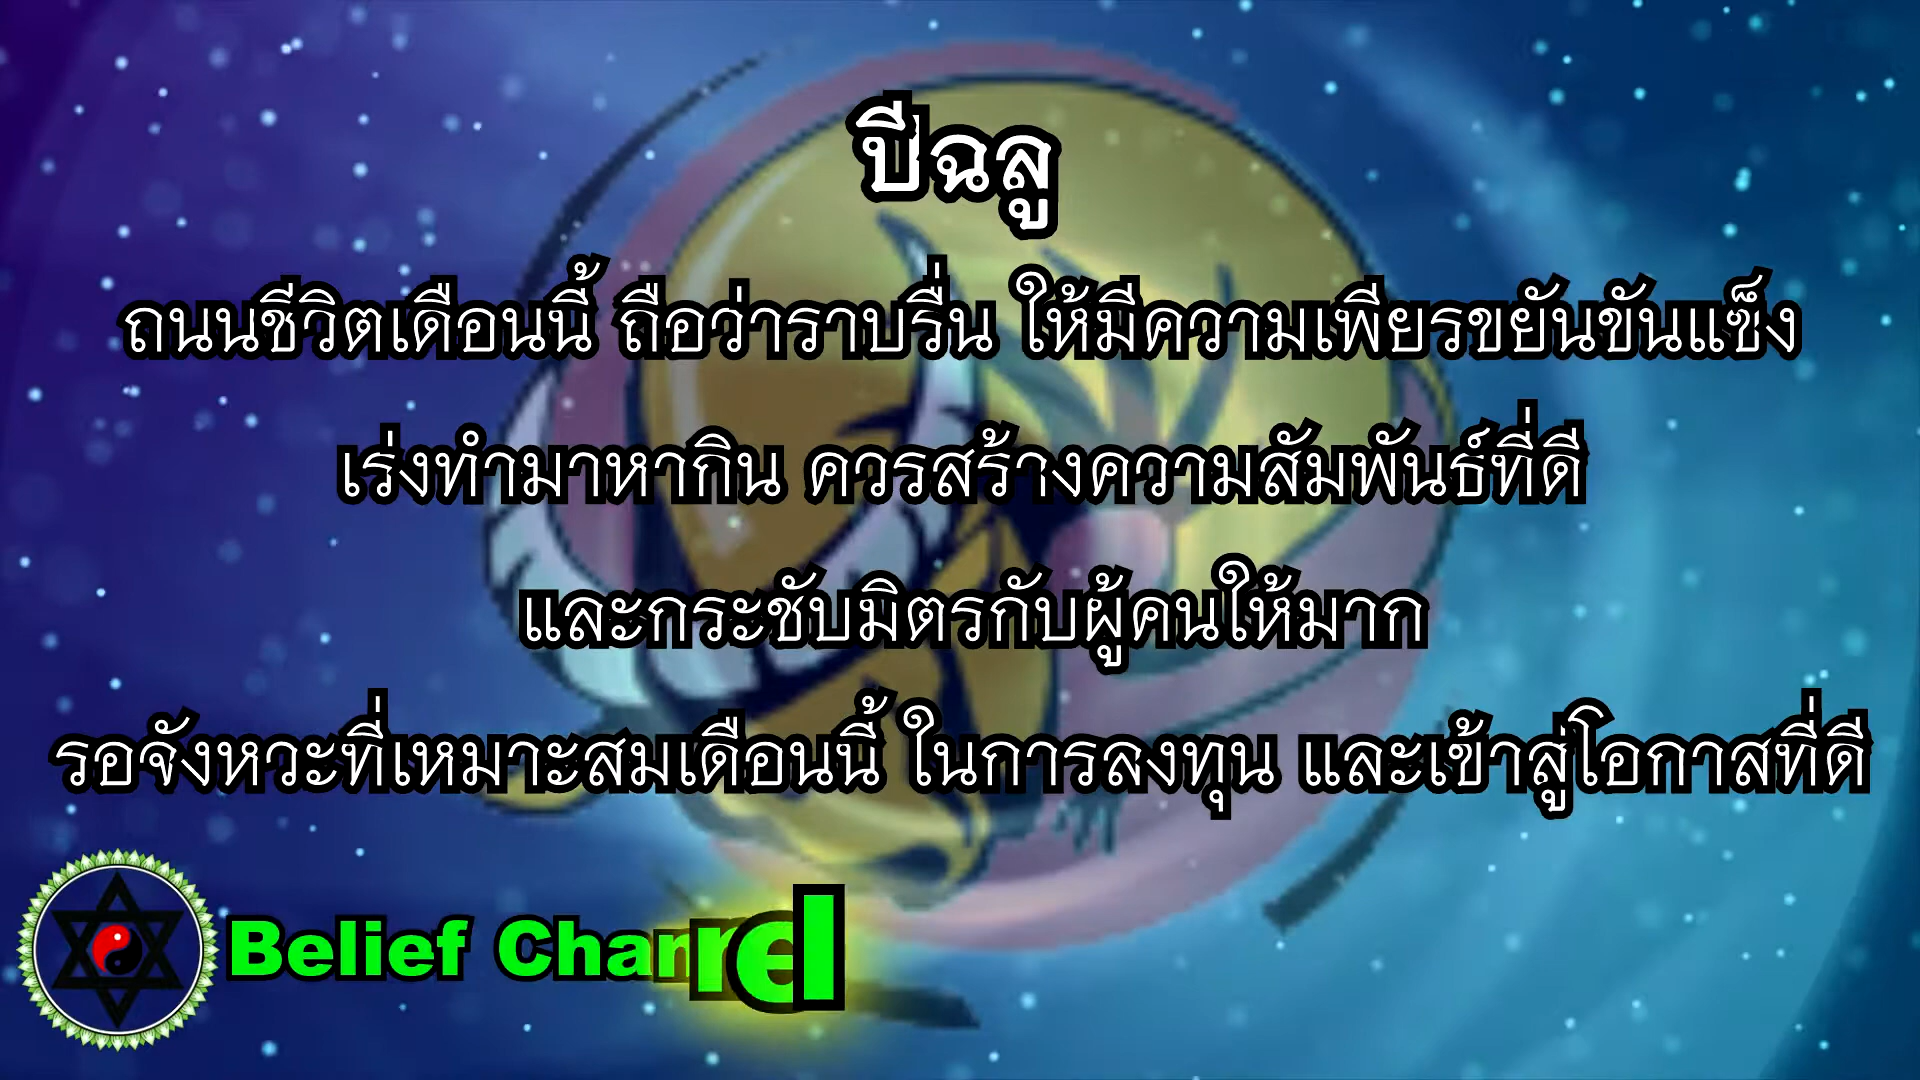 ปีฉลู
ถนนชีวิตเดือนนี้ ถือว่าราบรื่น ให้มีความเพียรขยันขันแข็ง
เร่งทำมาหากิน ควรสร้างความสัมพันธ์ที่ดี
และกระชับมิตรกับผู้คนให้มาก
รอจังหวะที่เหมาะสมเดือนนี้ ในการลงทุน และเข้าสู่โอกาสที่ดี
Belief Channel